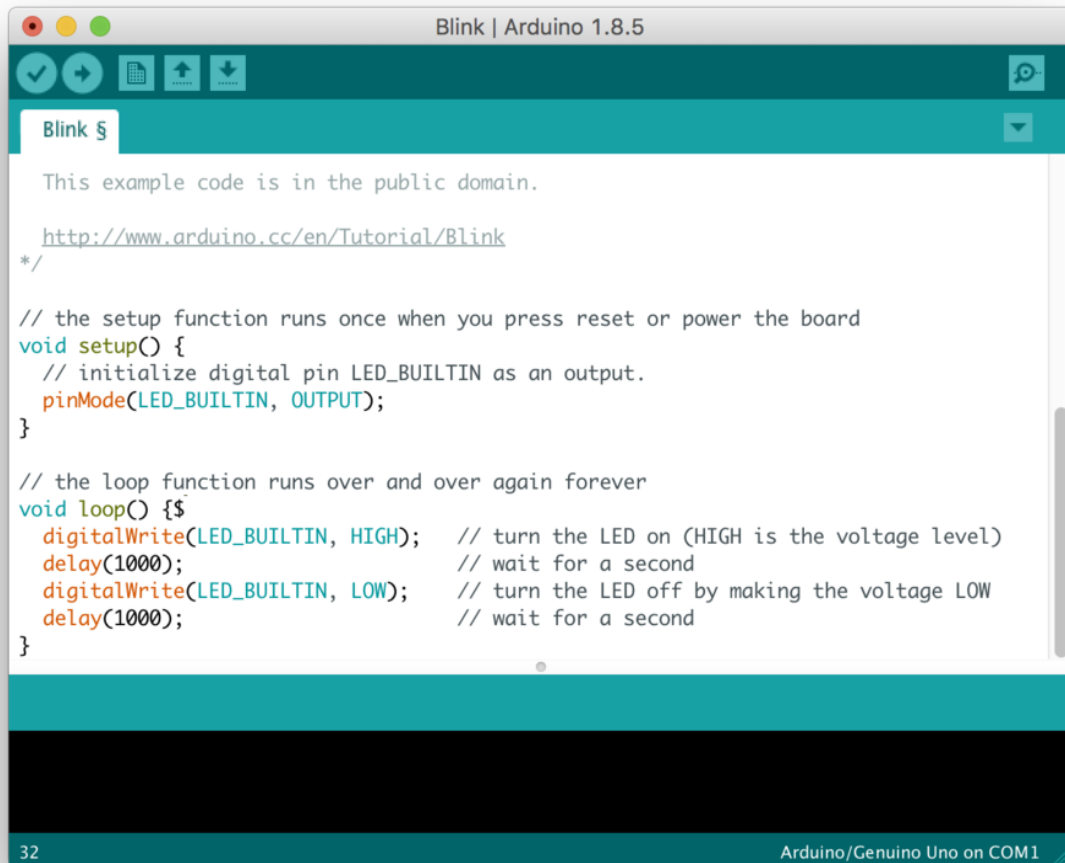 Blink | Arduino 1.8.5
Blink §
This example code is in the public domain.
http://www.arduino.cc/en/Tutorial/Blink
*/
// the setup function runs once when you press reset or power the board
void setup() {
  // initialize digital pin LED_BUILTIN as an output.
  pinMode(LED_BUILTIN, OUTPUT);
}
// the loop function runs over and over again forever
void loop() {$
  digitalWrite(LED_BUILTIN, HIGH);   // turn the LED on (HIGH is the voltage level)
  delay(1000);                       // wait for a second
  digitalWrite(LED_BUILTIN, LOW);    // turn the LED off by making the voltage LOW
  delay(1000);                       // wait for a second
}
32 Arduino/Genuino Uno on COM1